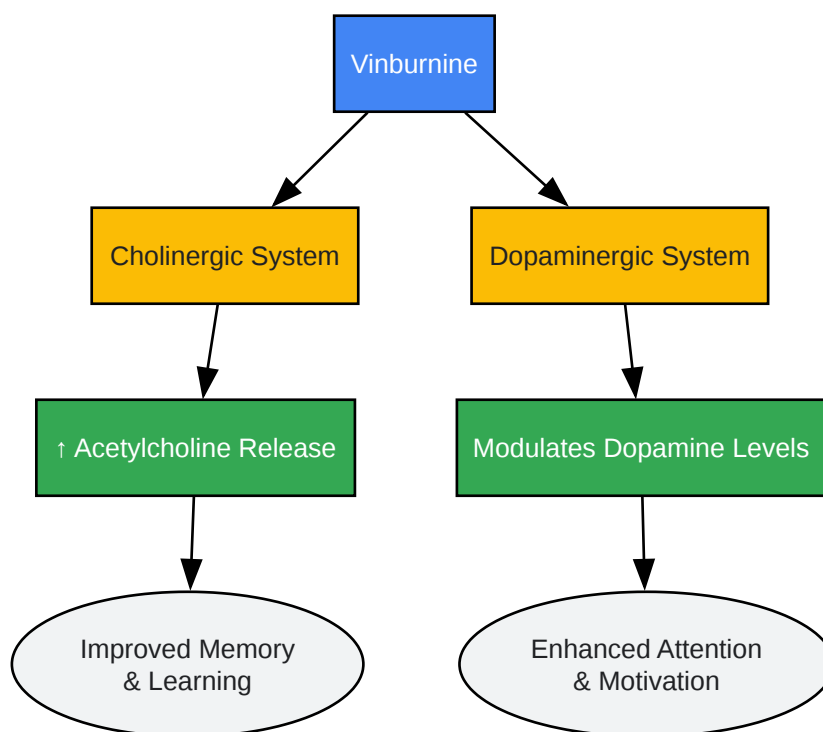 Vinburnine
Cholinergic System
Dopaminergic System
↑ Acetylcholine Release
Modulates Dopamine Levels
Improved Memory
& Learning
Enhanced Attention
& Motivation